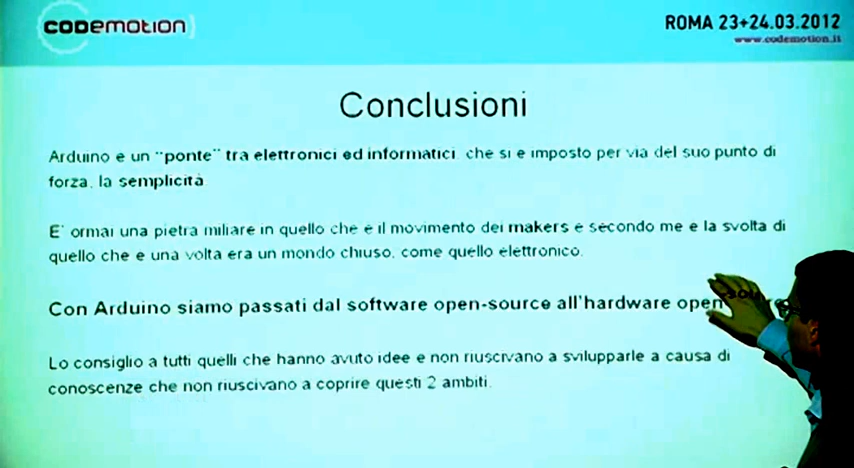 CODEMOTION
ROMA 23+24.03.2012
www.codemotion.it
Conclusioni
Arduino e un "ponte" tra elettronici ed informatici, che si e imposto per via del suo punto di
forza, la semplicità
E' ormai una pietra miliare in quello che è il movimento dei makers e secondo me e la svolta di
quello che e una volta era un mondo chiuso, come quello elettronico.
Con Arduino siamo passati dal software open-source all'hardware open
Lo consiglio a tutti quelli che hanno avuto idee e non riuscivano a svilupparle a causa di
conoscenze che non riuscivano a coprire questi 2 ambiti.